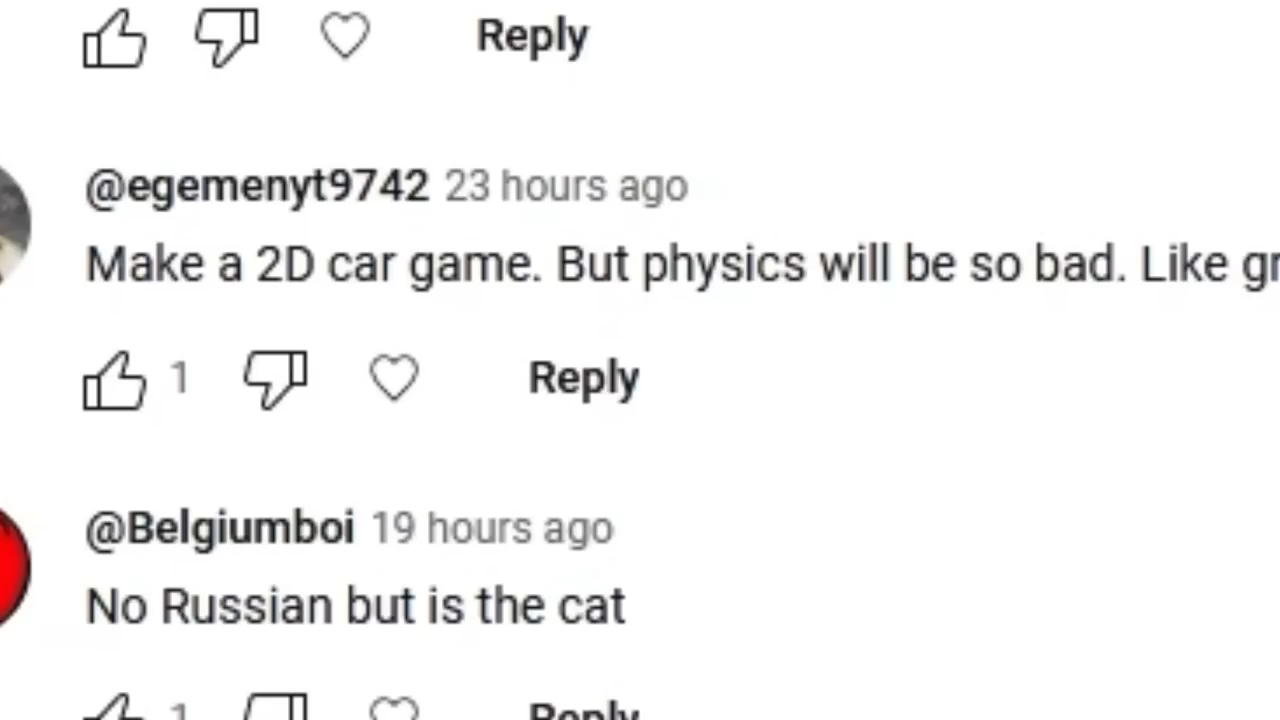 Reply
@egemenyt9742 23 hours ago
Make a 2D car game. But physics will be so bad. Like
1 Reply
@Belgiumboi 19 hours ago
No Russian but is the cat
1 Reply